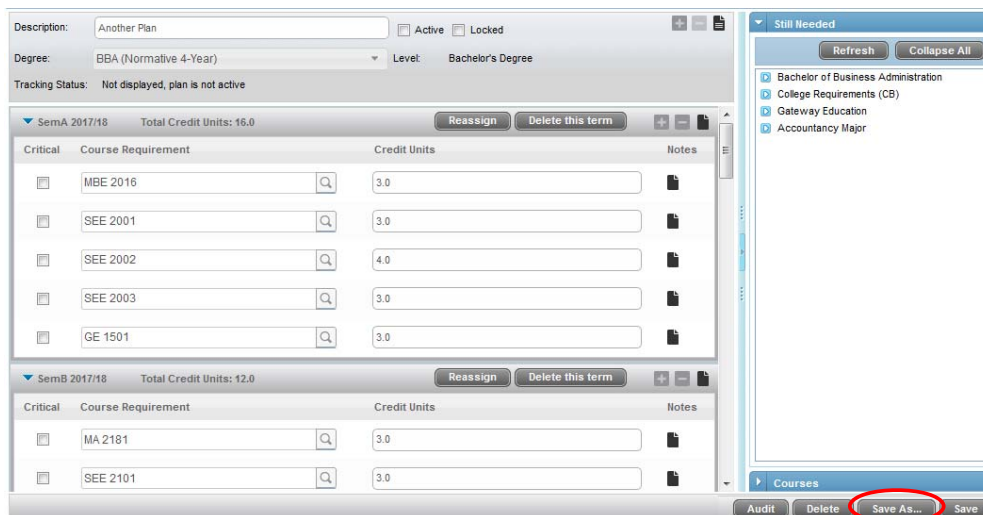 Description: Another Plan Active Locked
Degree: BBA (Normative 4-Year) Level: Bachelor's Degree
Tracking Status: Not displayed, plan is not active
SemA 2017/18 Total Credit Units: 16.0 Reassign Delete this term
Critical Course Requirement Credit Units Notes
MBE 2016 3.0
SEE 2001 3.0
SEE 2002 4.0
SEE 2003 3.0
GE 1501 3.0
SemB 2017/18 Total Credit Units: 12.0 Reassign Delete this term
Critical Course Requirement Credit Units Notes
MA 2181 3.0
SEE 2101 3.0
Still Needed
Refresh Collapse All
Bachelor of Business Administration
College Requirements (CB)
Gateway Education
Accountancy Major
Courses
Audit Delete Save As... Save